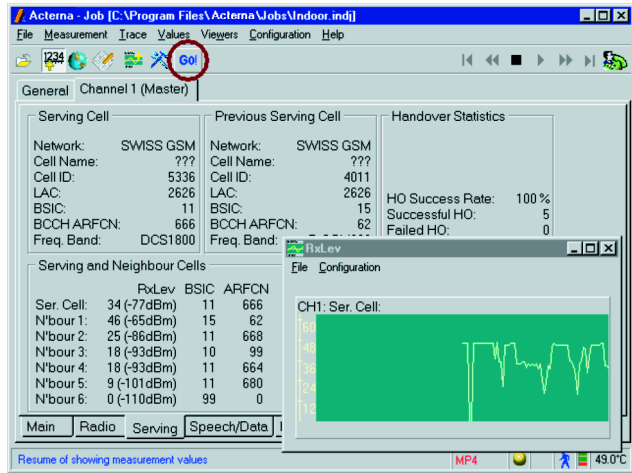 Acterna - Job [C:\Program Files\Acterna\Jobs\Indoor.indj]
File Measurement Trace Values Viewers Configuration Help
1234 GO!
General Channel 1 (Master)
Serving Cell
Network: SWISS GSM
Cell Name: ???
Cell ID: 5336
LAC: 2626
BSIC: 11
BCCH ARFCN: 666
Freq. Band: DCS1800
Previous Serving Cell
Network: SWISS GSM
Cell Name: ???
Cell ID: 4011
LAC: 2626
BSIC: 15
BCCH ARFCN: 62
Freq. Band:
Handover Statistics
HO Success Rate: 100 %
Successful HO: 5
Failed HO: 0
Serving and Neighbour Cells
RxLev BSIC ARFCN
Ser. Cell: 34 (-77dBm) 11 666
N'bour 1: 46 (-65dBm) 15 62
N'bour 2: 25 (-86dBm) 11 668
N'bour 3: 18 (-93dBm) 10 99
N'bour 4: 18 (-93dBm) 11 664
N'bour 5: 9 (-101dBm) 11 680
N'bour 6: 0 (-110dBm) 99 0
RxLev
File Configuration
CH1: Ser. Cell:
60
48
36
24
12
Main Radio Serving Speech/Data
Resume of showing measurement values MP4 49.0°C